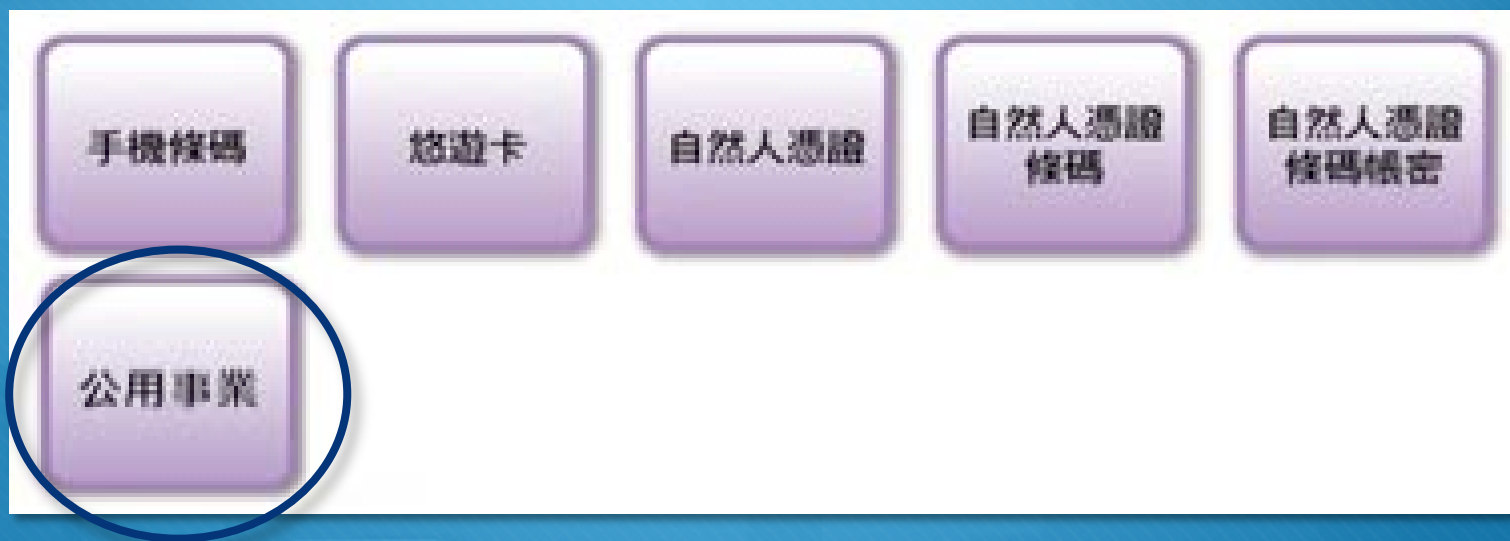 手機條碼
悠遊卡
自然人憑證
自然人憑證
條碼
自然人憑證
條碼帳密
公用事業